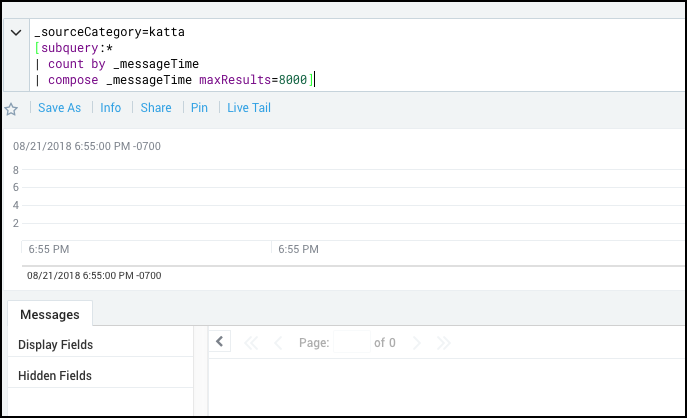 _sourceCategory=katta
[subquery:*
| count by _messageTime
| compose _messageTime maxResults=8000]
Save As Info Share Pin Live Tail
08/21/2018 6:55:00 PM -0700
8
6
4
2
6:55 PM 6:55 PM
08/21/2018 6:55:00 PM -0700
Messages
Display Fields
Page: of 0
Hidden Fields